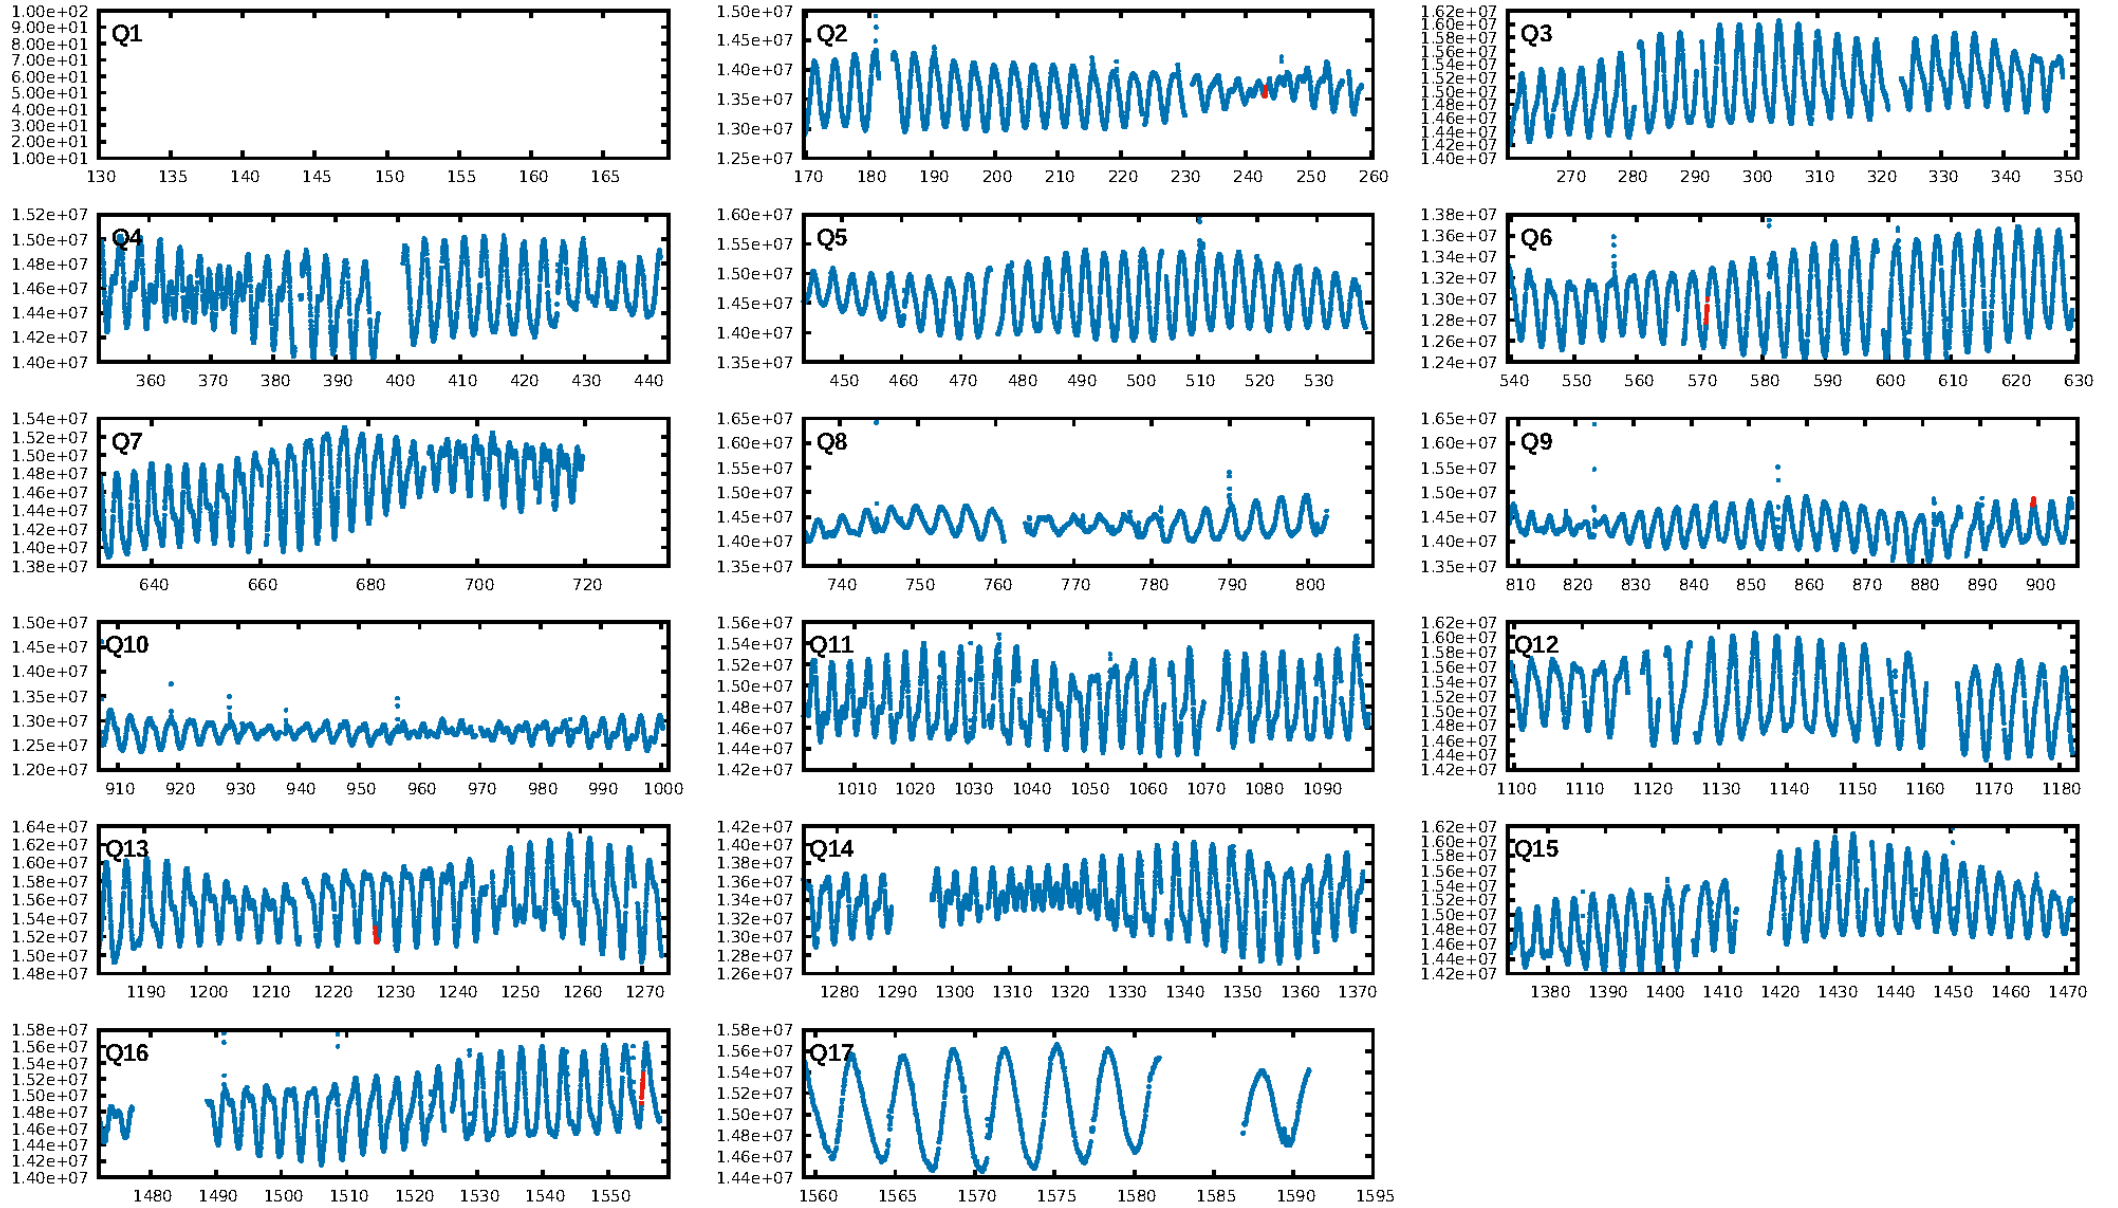 1.00e+02
9.00e+01
8.00e+01
7.00e+01
6.00e+01
5.00e+01
4.00e+01
3.00e+01
2.00e+01
1.00e+01
Q1
130 135 140 145 150 155 160 165
1.50e+07
1.45e+07
1.40e+07
1.35e+07
1.30e+07
1.25e+07
Q2
170 180 190 200 210 220 230 240 250 260
1.62e+07
1.60e+07
1.58e+07
1.56e+07
1.54e+07
1.52e+07
1.50e+07
1.48e+07
1.46e+07
1.44e+07
1.42e+07
1.40e+07
Q3
270 280 290 300 310 320 330 340 350
1.52e+07
1.50e+07
1.48e+07
1.46e+07
1.44e+07
1.42e+07
1.40e+07
Q4
360 370 380 390 400 410 420 430 440
1.60e+07
1.55e+07
1.50e+07
1.45e+07
1.40e+07
1.35e+07
Q5
450 460 470 480 490 500 510 520 530
1.38e+07
1.36e+07
1.34e+07
1.32e+07
1.30e+07
1.28e+07
1.26e+07
1.24e+07
Q6
540 550 560 570 580 590 600 610 620 630
1.54e+07
1.52e+07
1.50e+07
1.48e+07
1.46e+07
1.44e+07
1.42e+07
1.40e+07
1.38e+07
Q7
640 660 680 700 720
1.65e+07
1.60e+07
1.55e+07
1.50e+07
1.45e+07
1.40e+07
1.35e+07
Q8
740 750 760 770 780 790 800
1.65e+07
1.60e+07
1.55e+07
1.50e+07
1.45e+07
1.40e+07
1.35e+07
Q9
810 820 830 840 850 860 870 880 890 900
1.50e+07
1.45e+07
1.40e+07
1.35e+07
1.30e+07
1.25e+07
1.20e+07
Q10
910 920 930 940 950 960 970 980 990 1000
1.56e+07
1.54e+07
1.52e+07
1.50e+07
1.48e+07
1.46e+07
1.44e+07
1.42e+07
Q11
1010 1020 1030 1040 1050 1060 1070 1080 1090
1.62e+07
1.60e+07
1.58e+07
1.56e+07
1.54e+07
1.52e+07
1.50e+07
1.48e+07
1.46e+07
1.44e+07
1.42e+07
Q12
1100 1110 1120 1130 1140 1150 1160 1170 1180
1.64e+07
1.62e+07
1.60e+07
1.58e+07
1.56e+07
1.54e+07
1.52e+07
1.50e+07
1.48e+07
Q13
1190 1200 1210 1220 1230 1240 1250 1260 1270
1.42e+07
1.40e+07
1.38e+07
1.36e+07
1.34e+07
1.32e+07
1.30e+07
1.28e+07
1.26e+07
Q14
1280 1290 1300 1310 1320 1330 1340 1350 1360 1370
1.62e+07
1.60e+07
1.58e+07
1.56e+07
1.54e+07
1.52e+07
1.50e+07
1.48e+07
1.46e+07
1.44e+07
1.42e+07
Q15
1380 1390 1400 1410 1420 1430 1440 1450 1460 1470
1.58e+07
1.56e+07
1.54e+07
1.52e+07
1.50e+07
1.48e+07
1.46e+07
1.44e+07
1.42e+07
1.40e+07
Q16
1480 1490 1500 1510 1520 1530 1540 1550
1.58e+07
1.56e+07
1.54e+07
1.52e+07
1.50e+07
1.48e+07
1.46e+07
1.44e+07
Q17
1560 1565 1570 1575 1580 1585 1590 1595